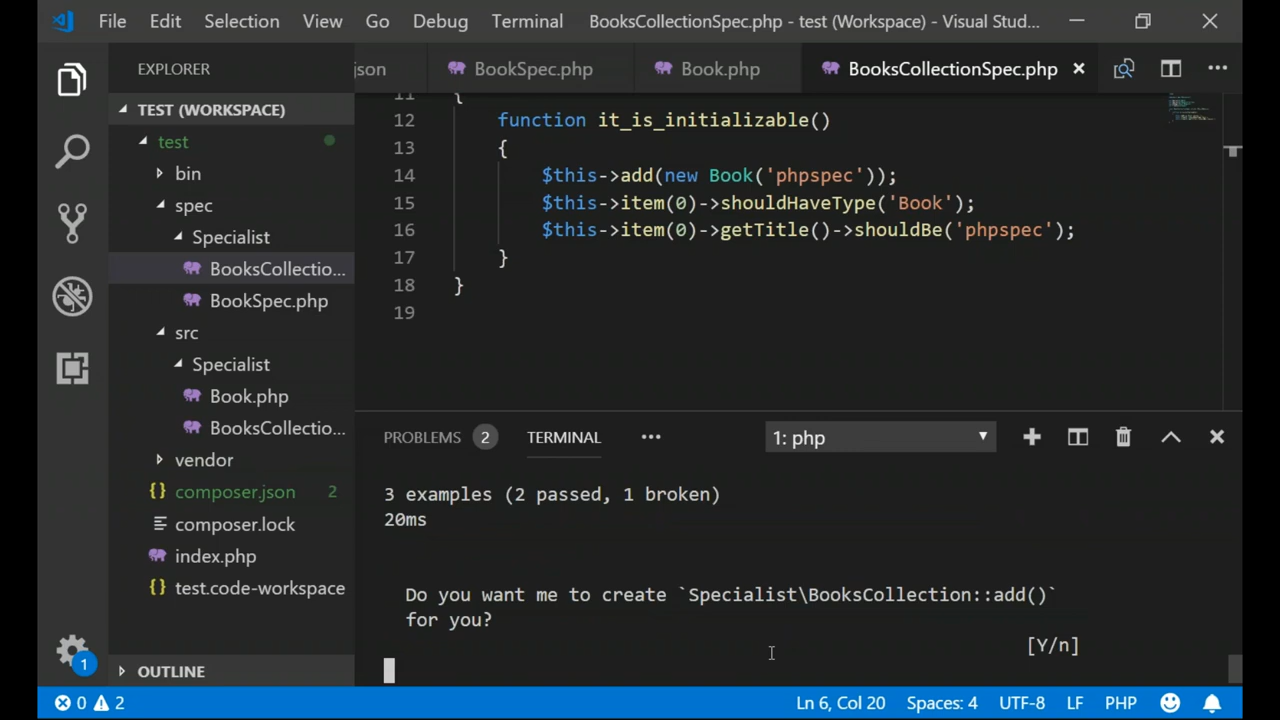 File Edit Selection View Go Debug Terminal BooksCollectionSpec.php - test (Workspace) - Visual Stud...
EXPLORER
json BookSpec.php Book.php BooksCollectionSpec.php
TEST (WORKSPACE)
test
bin
spec
Specialist
BooksCollectio...
BookSpec.php
src
Specialist
Book.php
BooksCollectio...
vendor
{} composer.json 2
composer.lock
index.php
{} test.code-workspace
OUTLINE
1
11 {
12 function it_is_initializable()
13 {
14 $this->add(new Book('phpspec'));
15 $this->item(0)->shouldHaveType('Book');
16 $this->item(0)->getTitle()->shouldBe('phpspec');
17 }
18 }
19
PROBLEMS 2 TERMINAL ... 1: php
3 examples (2 passed, 1 broken)
20ms
Do you want me to create `Specialist\BooksCollection::add()`
for you?
[Y/n]
0 2 Ln 6, Col 20 Spaces: 4 UTF-8 LF PHP